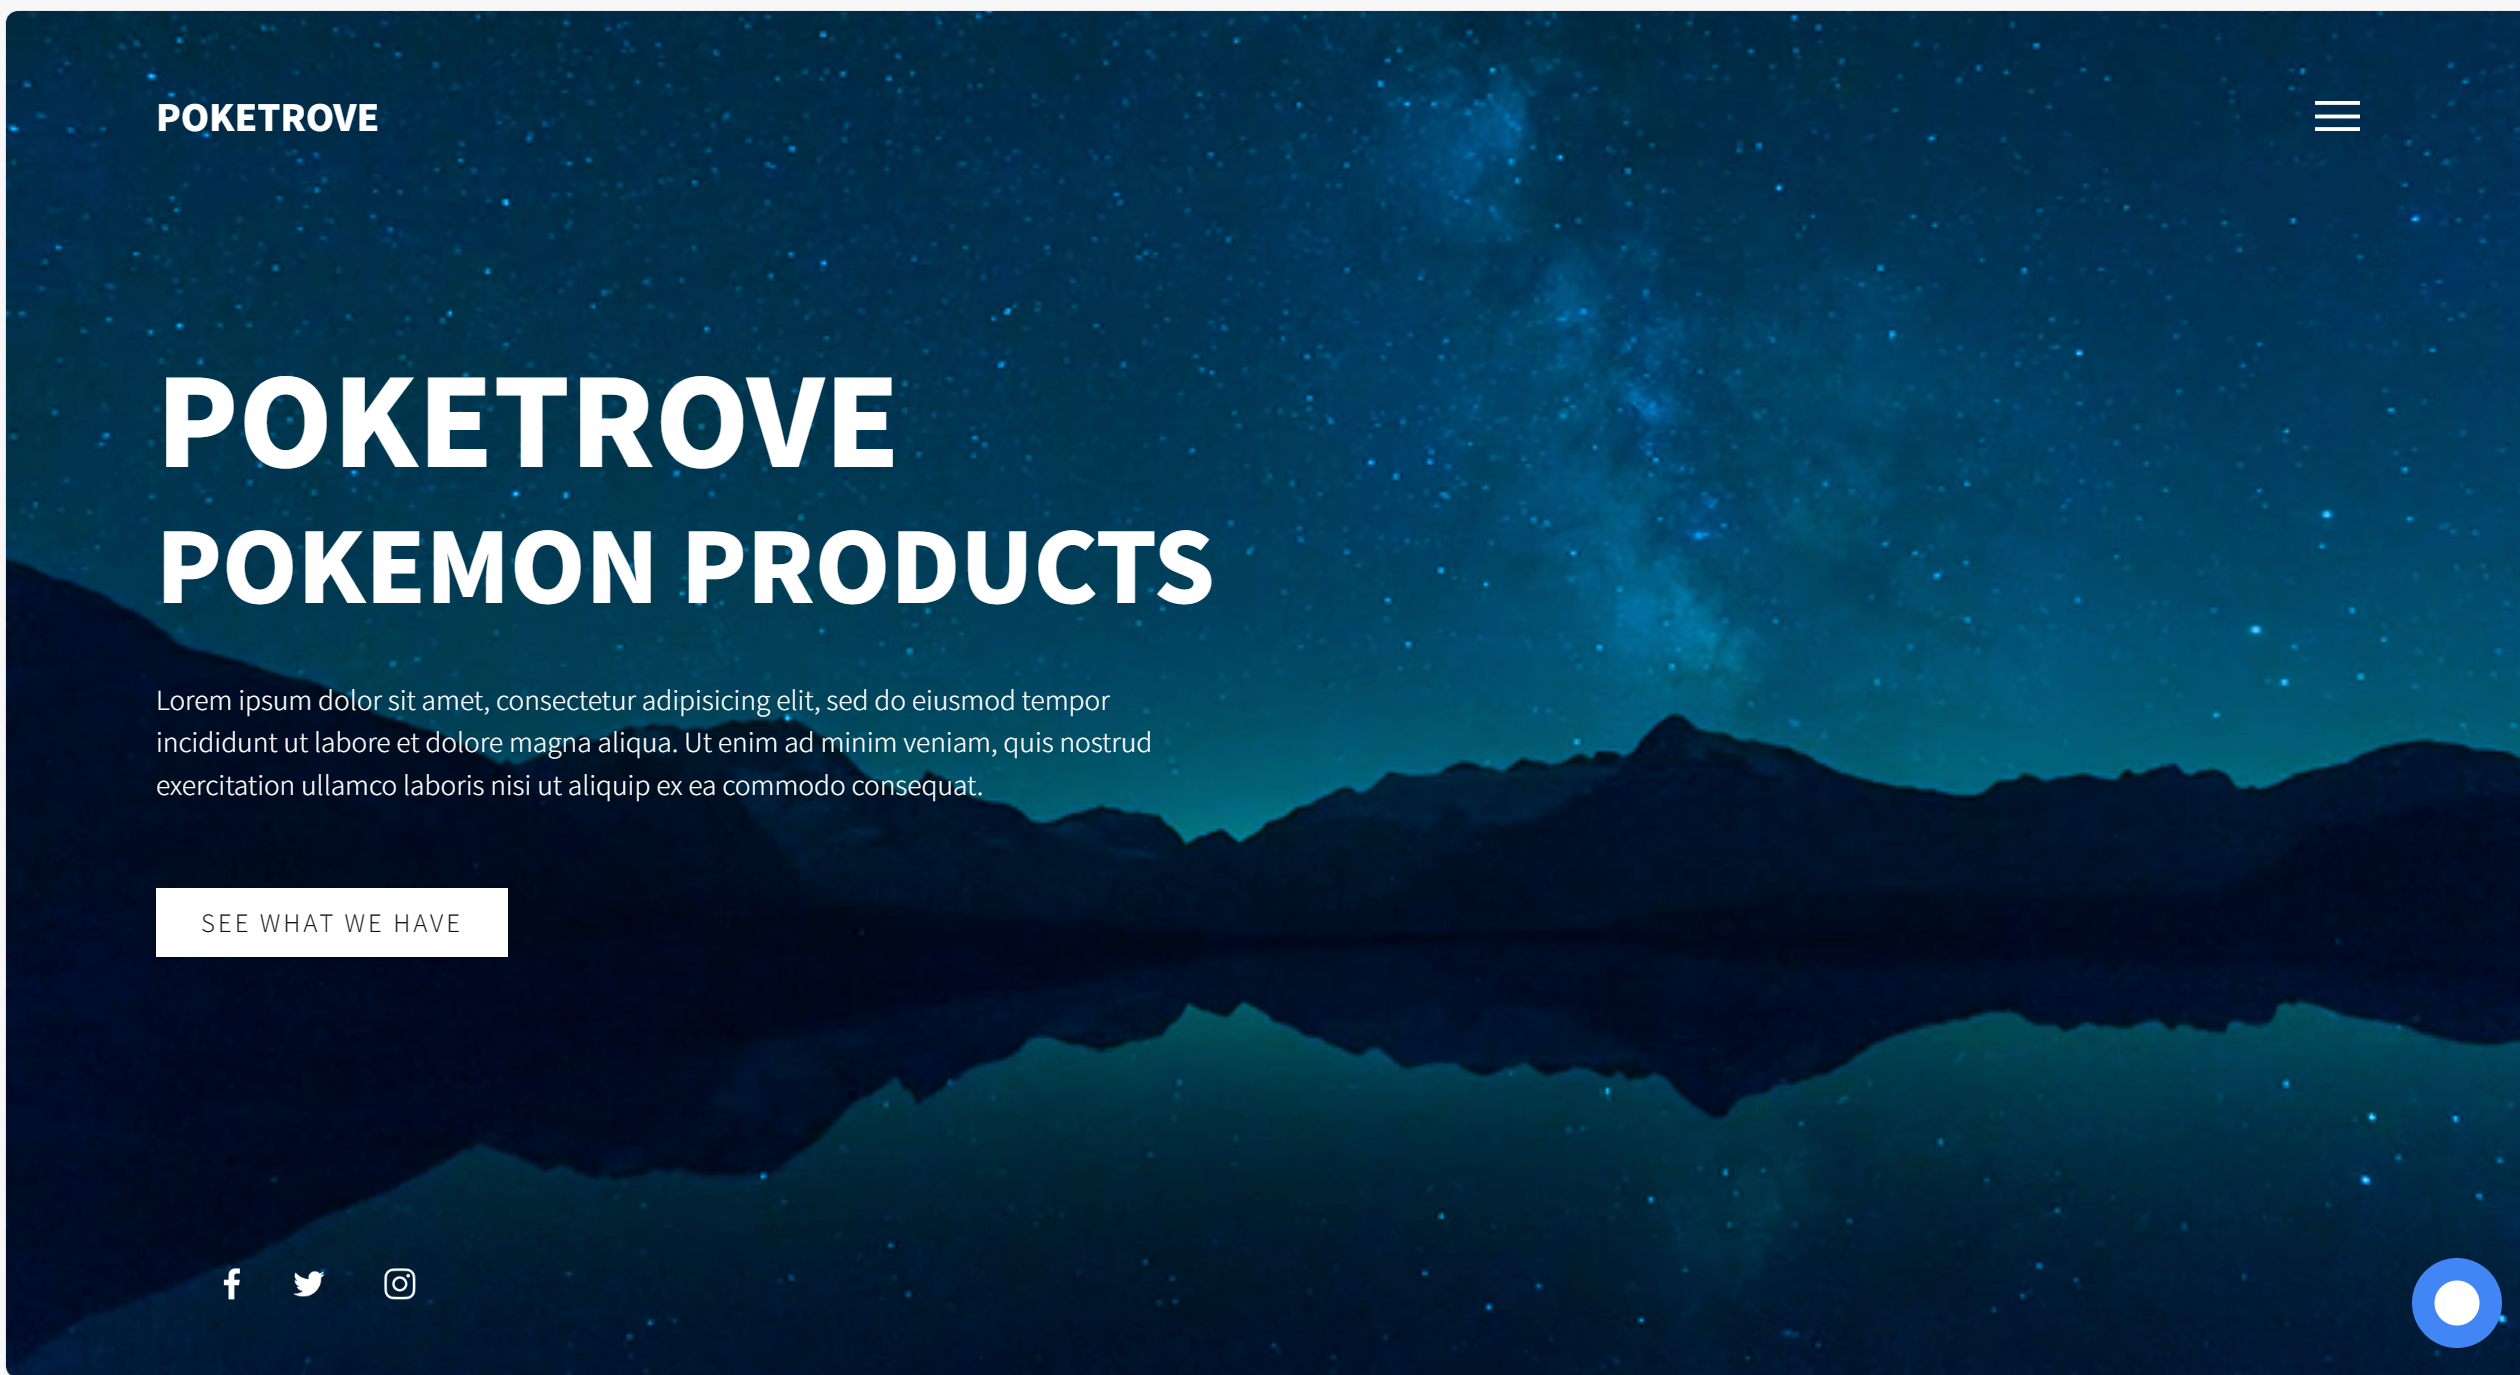 POKETROVE
POKETROVE
POKEMON PRODUCTS
Lorem ipsum dolor sit amet, consectetur adipisicing elit, sed do eiusmod tempor
incididunt ut labore et dolore magna aliqua. Ut enim ad minim veniam, quis nostrud
exercitation ullamco laboris nisi ut aliquip ex ea commodo consequat.
SEE WHAT WE HAVE